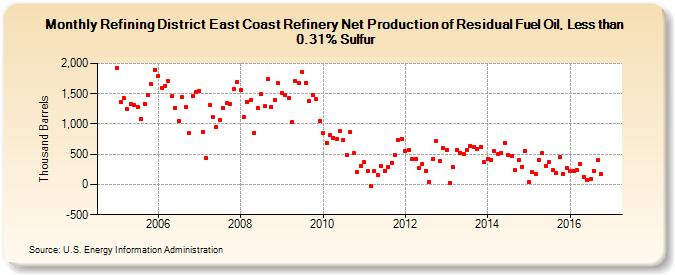 Monthly Refining District East Coast Refinery Net Production of Residual Fuel Oil, Less than
0.31% Sulfur
Thousand Barrels
2,000
1,500
1,000
500
0
-500
2006 2008 2010 2012 2014 2016
Source: U.S. Energy Information Administration